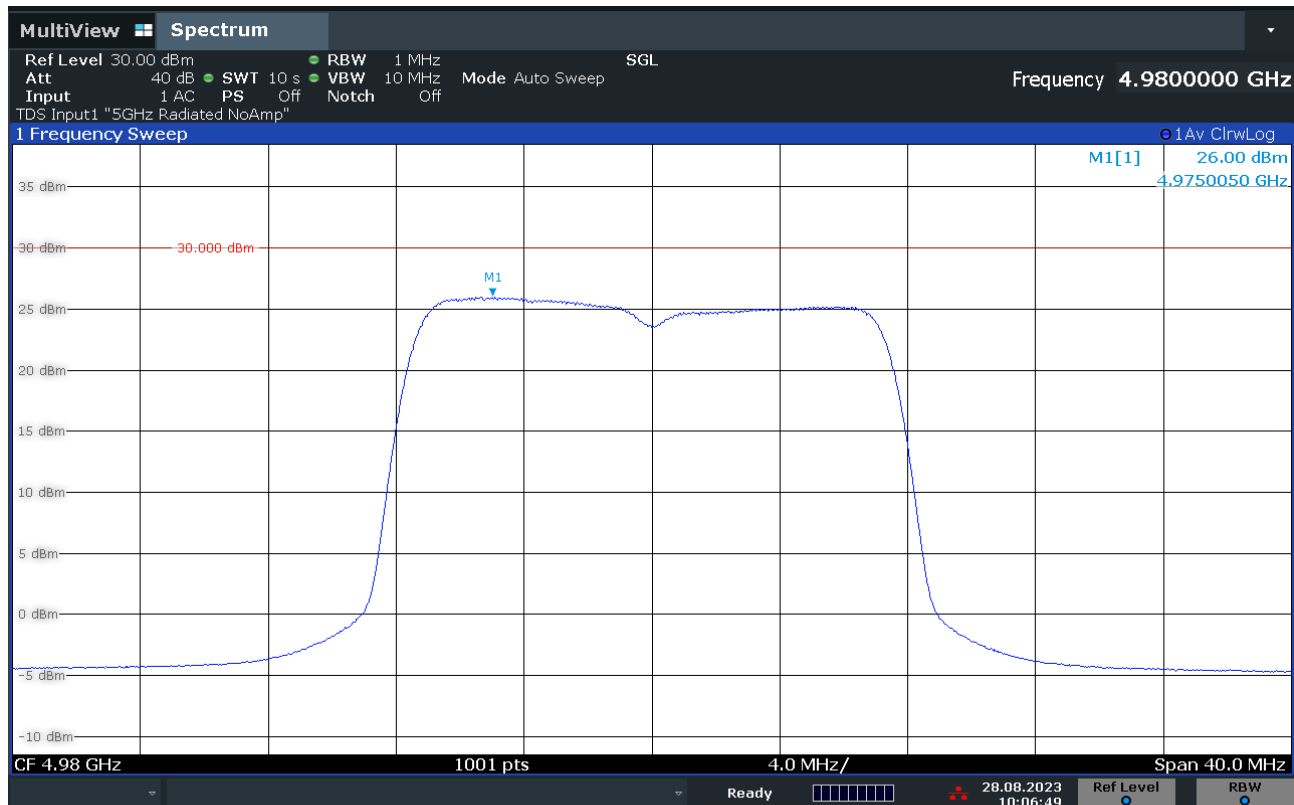 MultiView Spectrum
Ref Level 30.00 dBm RBW 1 MHz SGL
Att 40 dB SWT 10 s VBW 10 MHz Mode Auto Sweep Frequency 4.9800000 GHz
Input 1 AC PS Off Notch Off
TDS Input1 "5GHz Radiated NoAmp"
1 Frequency Sweep 1Av ClrwLog
M1[1] 26.00 dBm
4.9750050 GHz
35 dBm
30 dBm 30.000 dBm
M1
25 dBm
20 dBm
15 dBm
10 dBm
5 dBm
0 dBm
-5 dBm
-10 dBm
CF 4.98 GHz 1001 pts 4.0 MHz/ Span 40.0 MHz
Ready 28.08.2023 Ref Level RBW
10:06:49